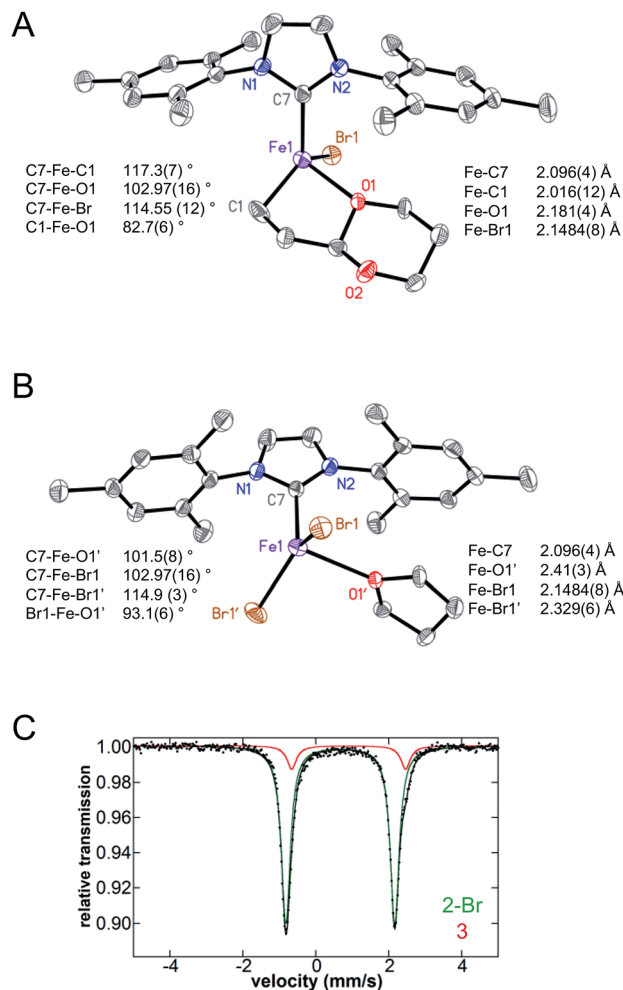 A
N1
N2
C7
Fe1
Br1
O1
C1
O2
C7-Fe-C1 117.3(7) °
C7-Fe-O1 102.97(16) °
C7-Fe-Br 114.55 (12) °
C1-Fe-O1 82.7(6) °
Fe-C7 2.096(4) Å
Fe-C1 2.016(12) Å
Fe-O1 2.181(4) Å
Fe-Br1 2.1484(8) Å
B
N1
N2
C7
Br1
Fe1
O1'
Br1'
C7-Fe-O1' 101.5(8) °
C7-Fe-Br1 102.97(16) °
C7-Fe-Br1' 114.9 (3) °
Br1-Fe-O1' 93.1(6) °
Fe-C7 2.096(4) Å
Fe-O1' 2.41(3) Å
Fe-Br1 2.1484(8) Å
Fe-Br1' 2.329(6) Å
C
relative transmission
1.00
0.98
0.96
0.94
0.92
0.90
2-Br
3
-4 -2 0 2 4
velocity (mm/s)